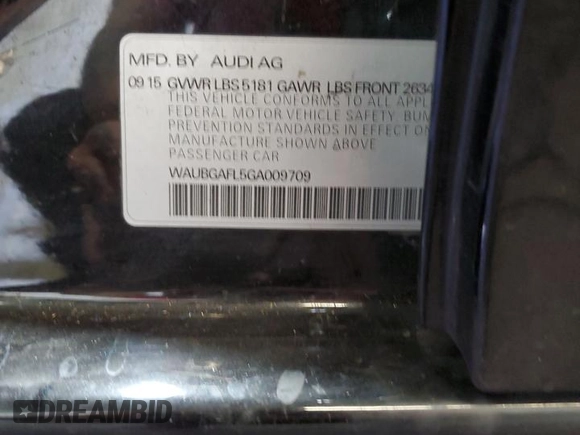 MFD. BY AUDI AG
09 15 GVWR LBS 5181 GAWR LBS FRONT 2634
THIS VEHICLE CONFORMS TO ALL APPL
FEDERAL MOTOR VEHICLE SAFETY, BUM
PREVENTION STANDARDS IN EFFECT ON
MANUFACTURE SHOWN ABOVE
PASSENGER CAR
WAUBGAFL5GA009709
DREAMBID